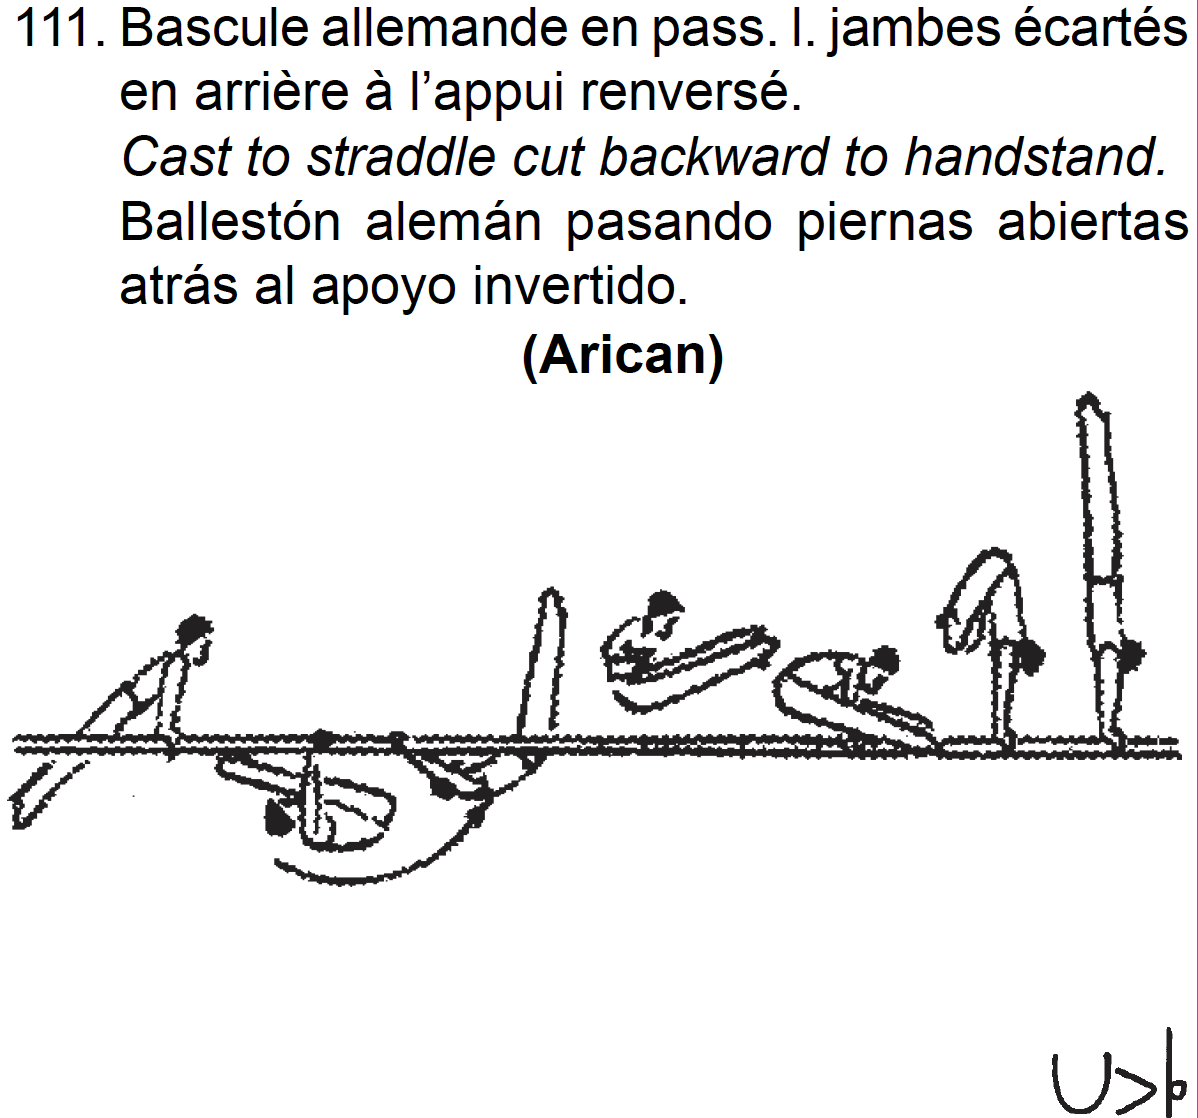 111. Bascule allemande en pass. l. jambes écartés
en arrière à l’appui renversé.
Cast to straddle cut backward to handstand.
Ballestón alemán pasando piernas abiertas
atrás al apoyo invertido.
(Arican)